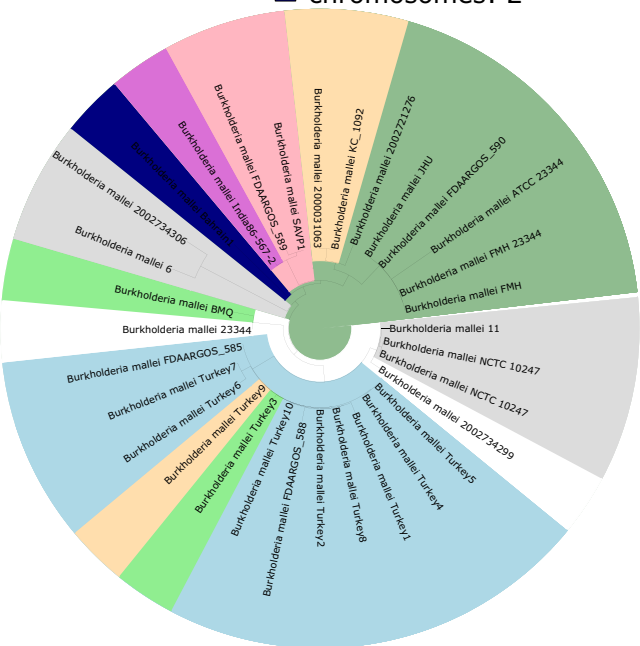 chromosomes: 2
Burkholderia mallei 2002721276
Burkholderia mallei JHU
Burkholderia mallei FDAARGOS_590
Burkholderia mallei ATCC 23344
Burkholderia mallei FMH 23344
Burkholderia mallei FMH
Burkholderia mallei 11
Burkholderia mallei NCTC 10247
Burkholderia mallei NCTC 10247
Burkholderia mallei 2002734299
Burkholderia mallei Turkey5
Burkholderia mallei Turkey4
Burkholderia mallei Turkey1
Burkholderia mallei Turkey8
Burkholderia mallei Turkey2
Burkholderia mallei FDAARGOS_588
Burkholderia mallei Turkey10
Burkholderia mallei Turkey3
Burkholderia mallei Turkey9
Burkholderia mallei Turkey6
Burkholderia mallei Turkey7
Burkholderia mallei FDAARGOS_585
Burkholderia mallei 23344
Burkholderia mallei BMQ
Burkholderia mallei 6
Burkholderia mallei 2002734306
Burkholderia mallei Bahrain1
Burkholderia mallei India86-567-2
Burkholderia mallei FDAARGOS_589
Burkholderia mallei SAVP1
Burkholderia mallei 2000031063
Burkholderia mallei KC_1092